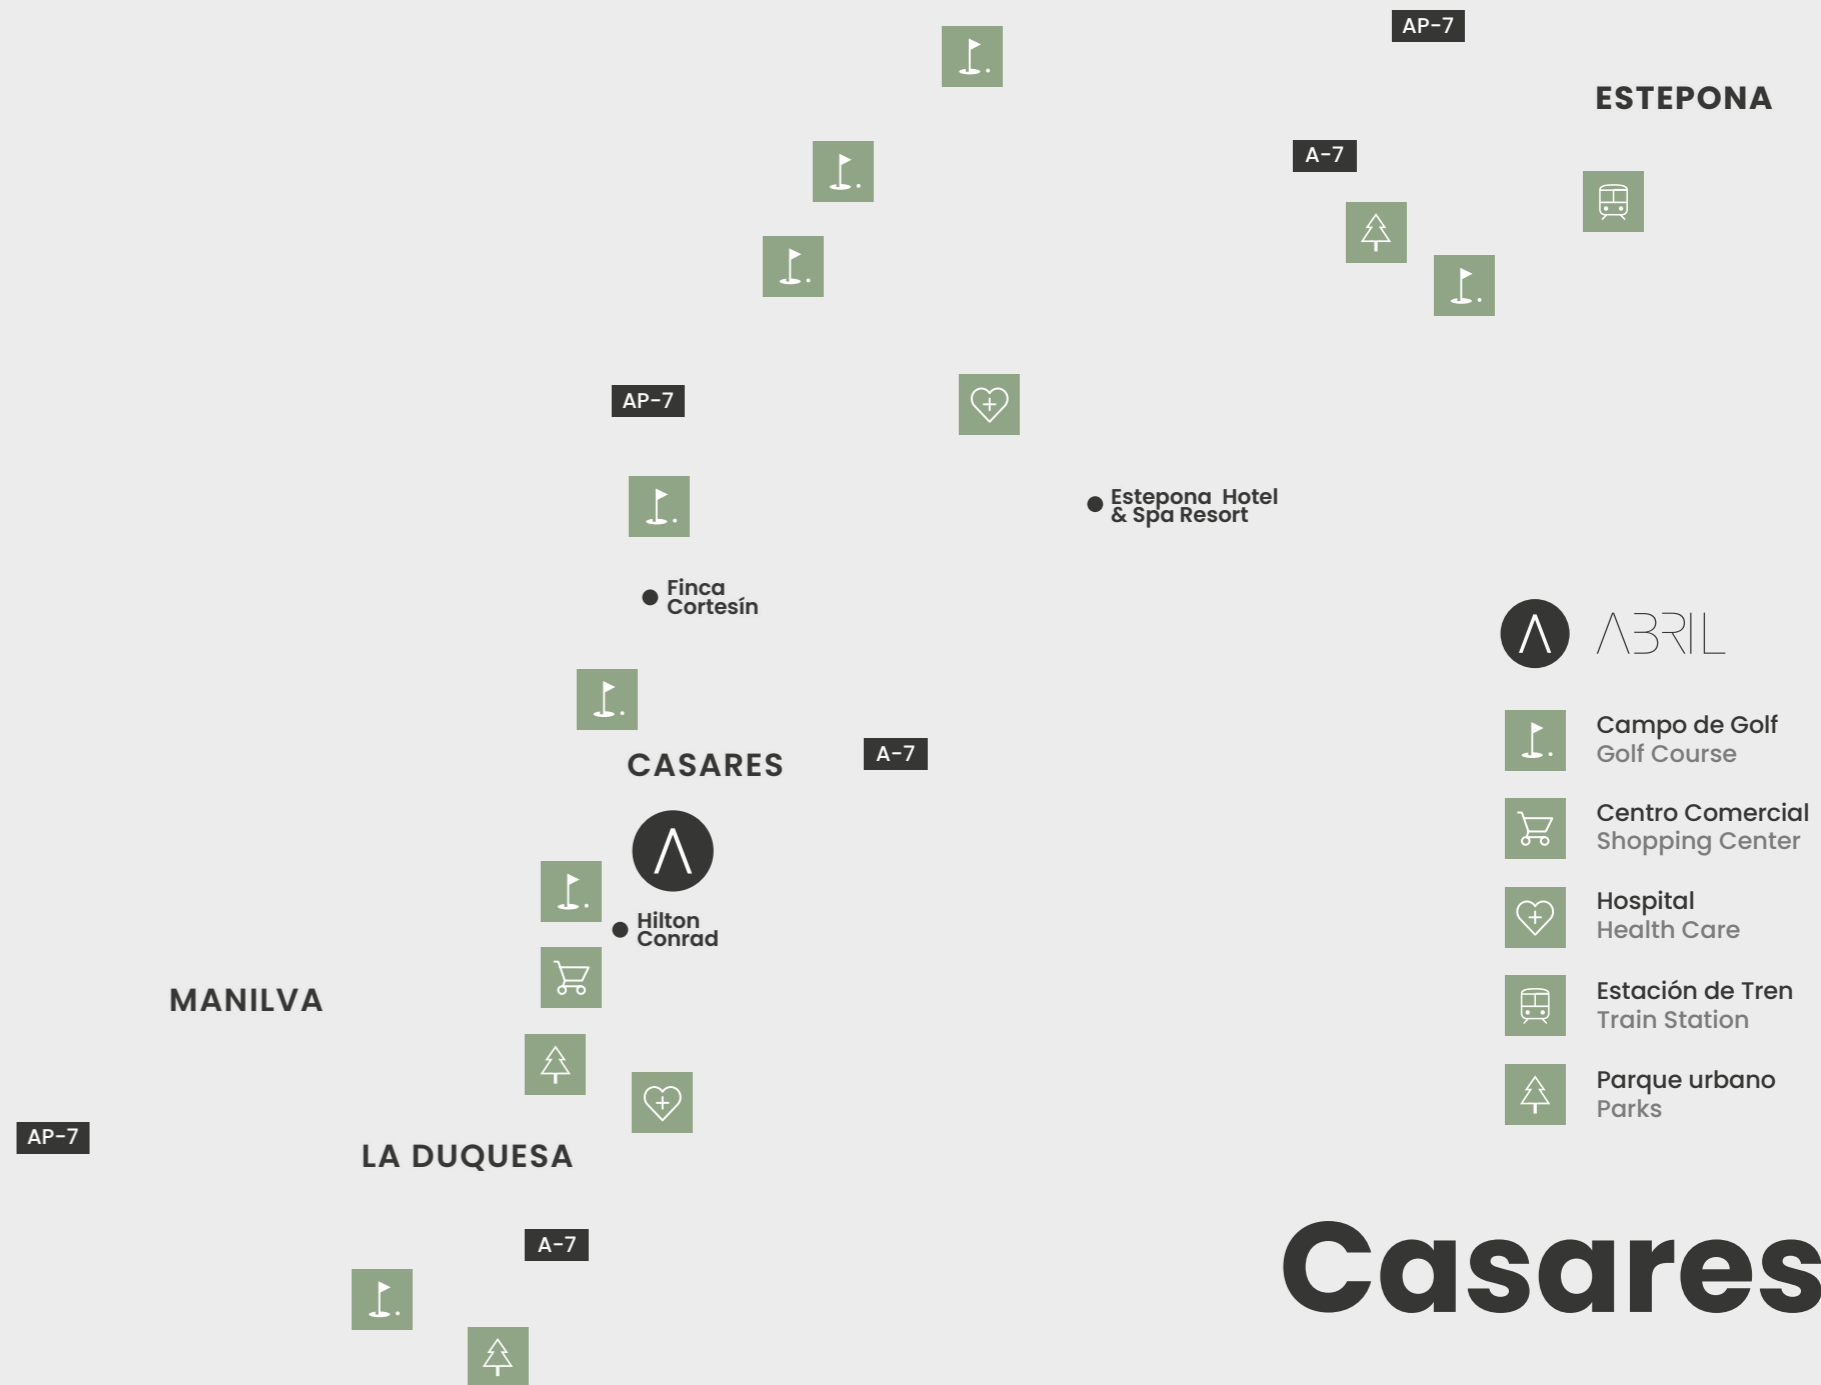 AP-7
ESTEPONA
A-7
AP-7
Estepona Hotel
& Spa Resort
Finca
Cortesín
CASARES
A-7
Hilton
Conrad
MANILVA
AP-7
LA DUQUESA
A-7
ABRIL
Campo de Golf
Golf Course
Centro Comercial
Shopping Center
Hospital
Health Care
Estación de Tren
Train Station
Parque urbano
Parks
Casares